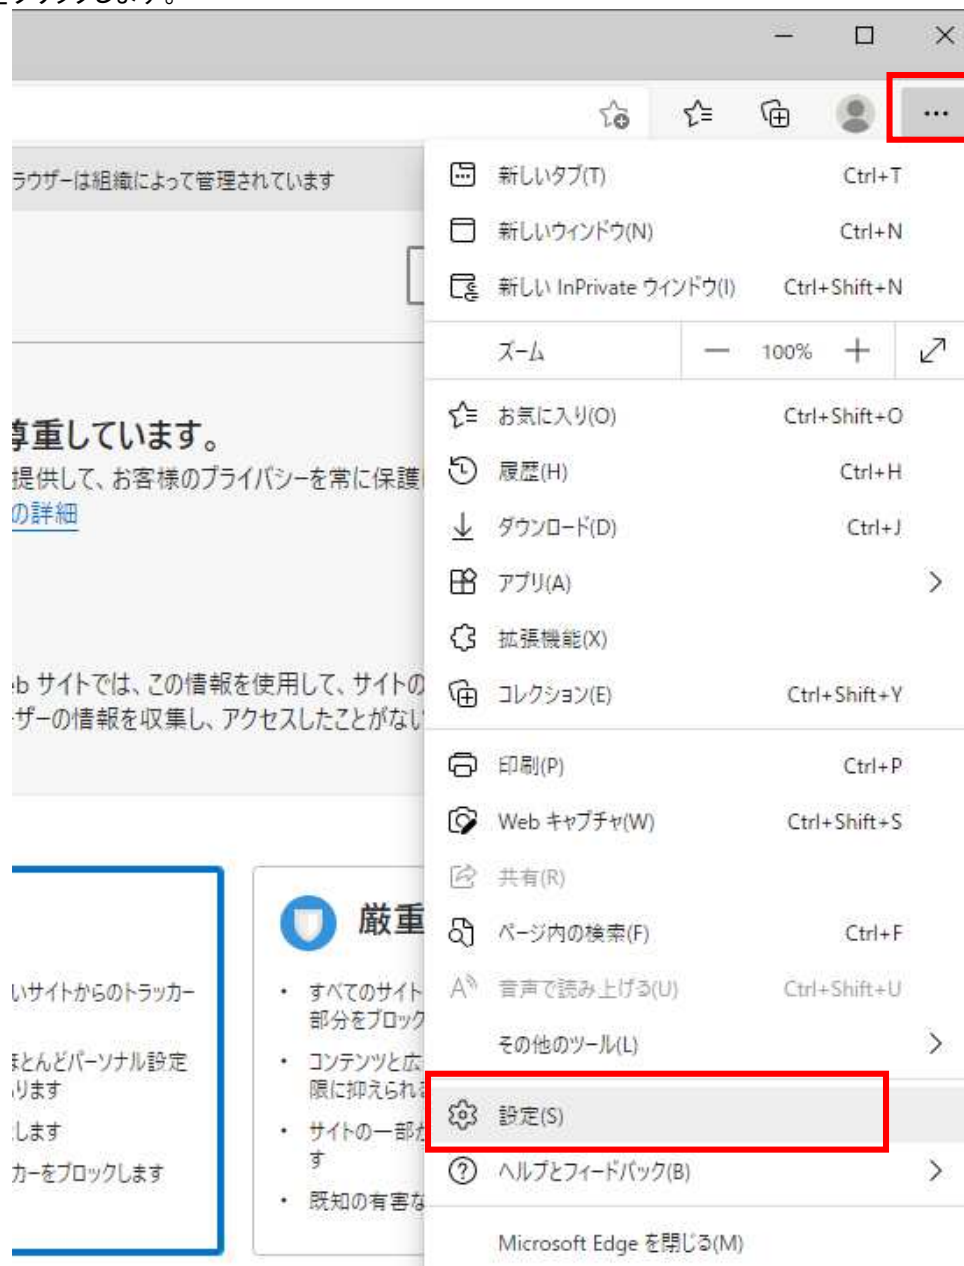 クリックします。
ラウザーは組織によって管理されています
尊重しています。
提供して、お客様のプライバシーを常に保護
の詳細
eb サイトでは、この情報を使用して、サイトの
ザーの情報を収集し、アクセスしたことがない
いサイトからのトラッカー
ほとんどパーソナル設定
ります
します
カーをブロックします
厳重
• すべてのサイト
部分をブロック
• コンテンツと広
限に抑えられ
• サイトの一部が
す
• 既知の有害な
新しいタブ(T) Ctrl+T
新しいウィンドウ(N) Ctrl+N
新しい InPrivate ウィンドウ(I) Ctrl+Shift+N
ズーム — 100% +
お気に入り(O) Ctrl+Shift+O
履歴(H) Ctrl+H
ダウンロード(D) Ctrl+J
アプリ(A)
拡張機能(X)
コレクション(E) Ctrl+Shift+Y
印刷(P) Ctrl+P
Web キャプチャ(W) Ctrl+Shift+S
共有(R)
ページ内の検索(F) Ctrl+F
音声で読み上げる(U) Ctrl+Shift+U
その他のツール(L)
設定(S)
ヘルプとフィードバック(B)
Microsoft Edge を閉じる(M)